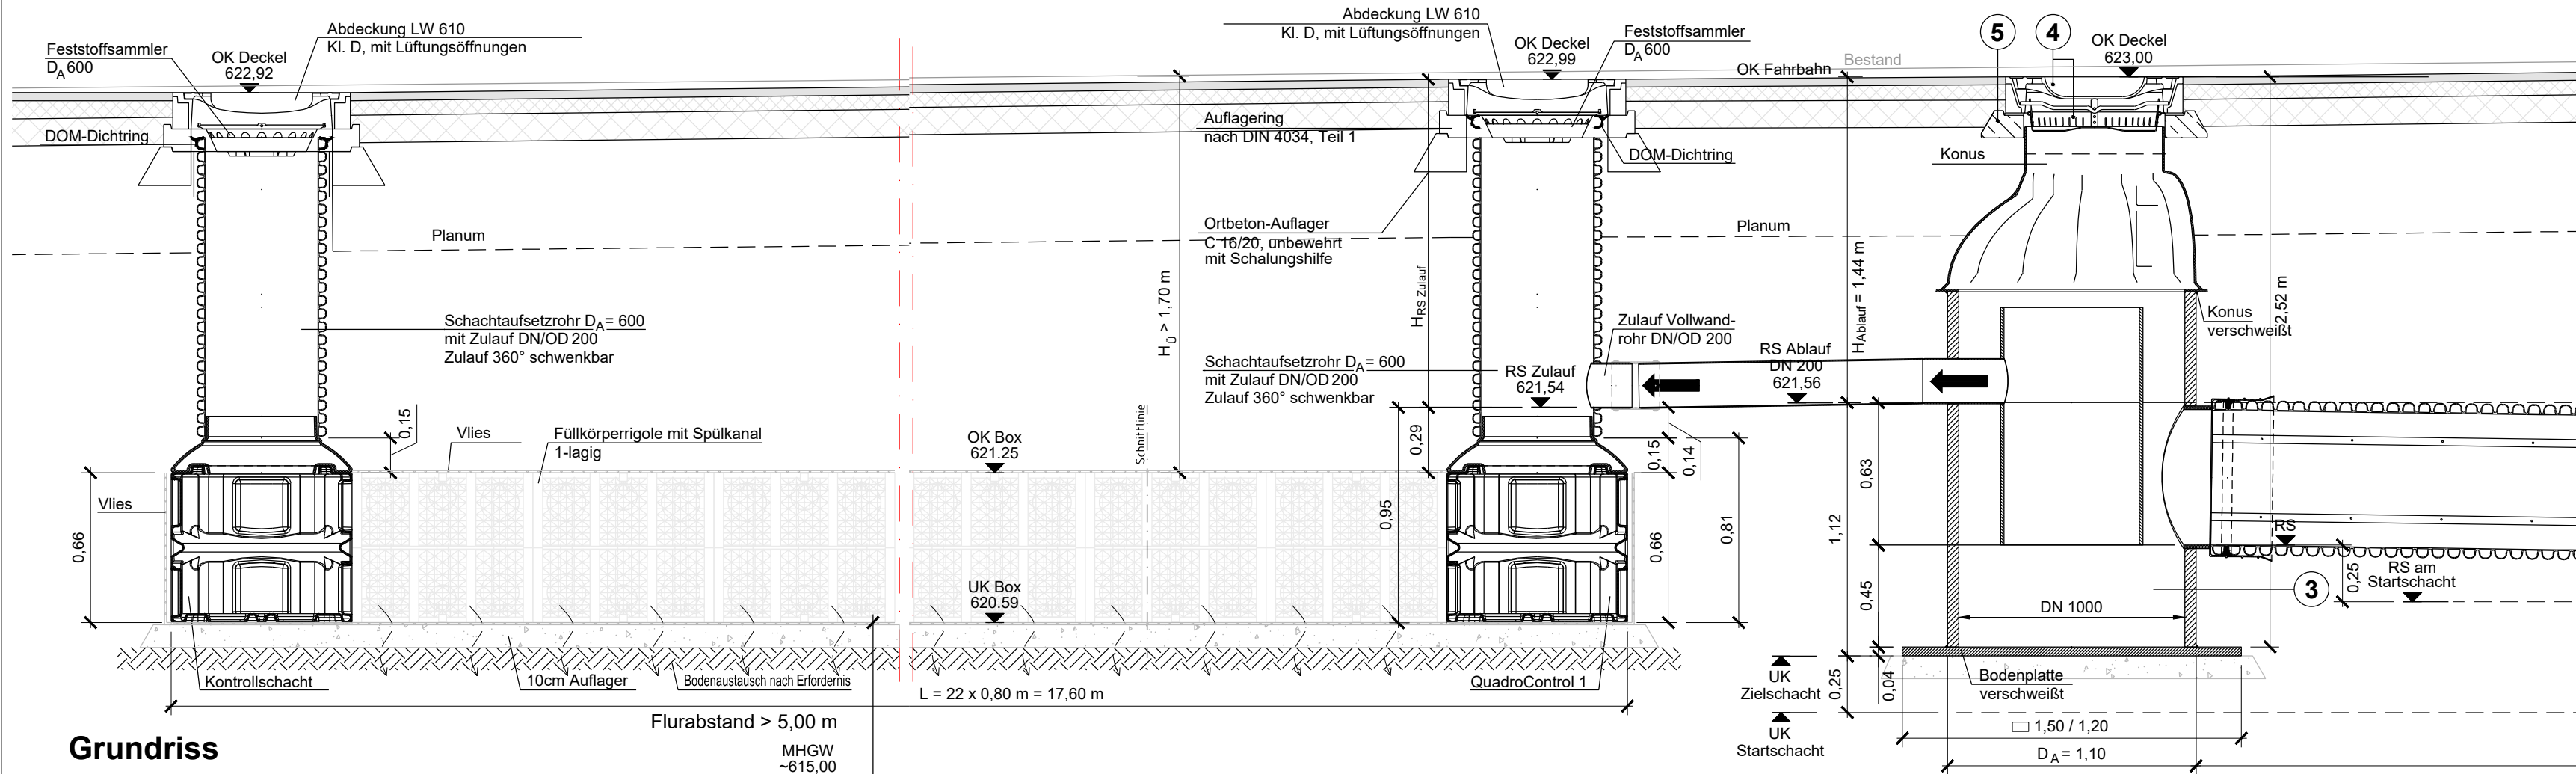 Abdeckung LW 610
Kl. D, mit Lüftungsöffnungen
Feststoffsammler
DA 600
OK Deckel
622,92
DOM-Dichtring
Planum
Schachtaufsetzrohr DA = 600
mit Zulauf DN/OD 200
Zulauf 360° schwenkbar
0,15
Vlies
Füllkörperrigole mit Spülkanal
1-lagig
Vlies
0,66
Kontrollschacht
10cm Auflager
Bodenaustausch nach Erfordernis
L = 22 x 0,80 m = 17,60 m
Flurabstand > 5,00 m
MHGW
~615,00
Grundriss
OK Box
621.25
UK Box
620.59
Schnittlinie
H0 > 1,70 m
Abdeckung LW 610
Kl. D, mit Lüftungsöffnungen
OK Deckel
622,99
Feststoffsammler
DA 600
Auflagering
nach DIN 4034, Teil 1
DOM-Dichtring
Ortbeton-Auflager
C 16/20, unbewehrt
mit Schalungshilfe
HRS Zulauf
Schachtaufsetzrohr DA = 600
mit Zulauf DN/OD 200
Zulauf 360° schwenkbar
RS Zulauf
621,54
Zulauf Vollwand-
rohr DN/OD 200
0,29
0,95
0,15
0,14
0,66
0,81
QuadroControl 1
OK Fahrbahn
Bestand
Planum
HAblauf = 1,44 m
RS Ablauf
DN 200
621,56
5
4
OK Deckel
623,00
Konus
Konus
verschweißt
2,52 m
0,63
1,12
0,45
0,25
0,04
DN 1000
3
RS
0,25
RS am
Startschacht
UK
Zielschacht
UK
Startschacht
Bodenplatte
verschweißt
1,50 / 1,20
DA = 1,10